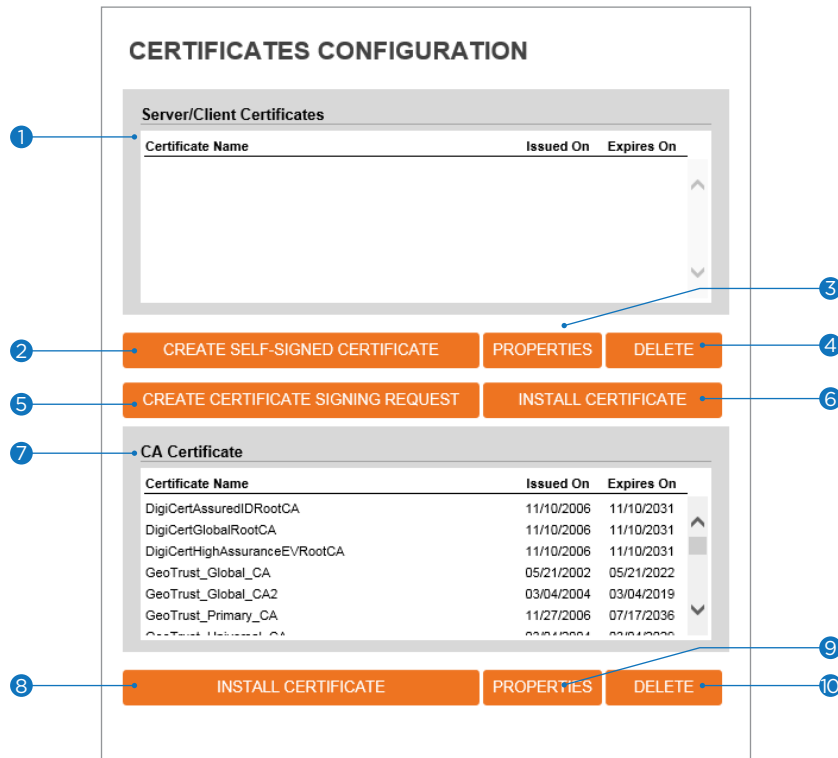 CERTIFICATES CONFIGURATION
Server/Client Certificates
1
Certificate Name Issued On Expires On
3
2 CREATE SELF-SIGNED CERTIFICATE PROPERTIES DELETE 4
5 CREATE CERTIFICATE SIGNING REQUEST INSTALL CERTIFICATE 6
7 CA Certificate
Certificate Name Issued On Expires On
DigiCertAssuredIDRootCA 11/10/2006 11/10/2031
DigiCertGlobalRootCA 11/10/2006 11/10/2031
DigiCertHighAssuranceEVRootCA 11/10/2006 11/10/2031
GeoTrust_Global_CA 05/21/2002 05/21/2022
GeoTrust_Global_CA2 03/04/2004 03/04/2019
GeoTrust_Primary_CA 11/27/2006 07/17/2036
9
8 INSTALL CERTIFICATE PROPERTIES DELETE 10